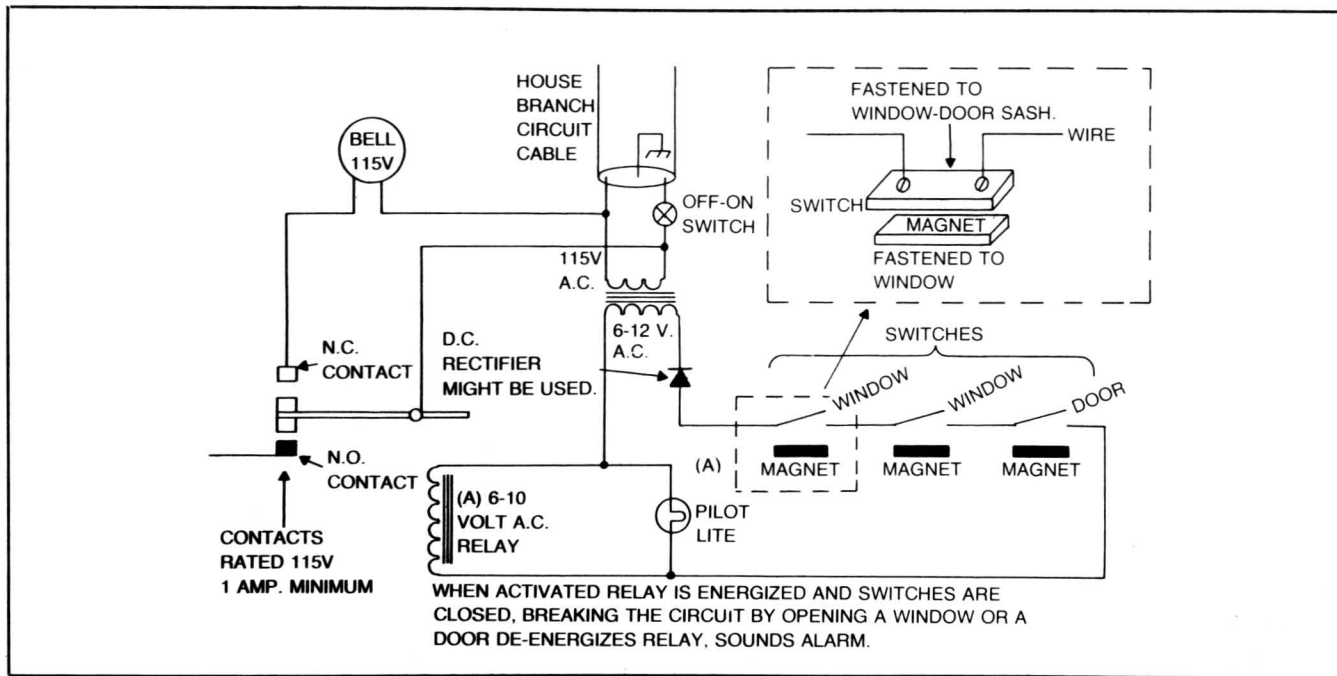 HOUSE
BRANCH
CIRCUIT
CABLE
BELL
115V
OFF-ON
SWITCH
115V
A.C.
6-12 V.
A.C.
N.C.
CONTACT
D.C.
RECTIFIER
MIGHT BE USED.
N.O.
CONTACT
CONTACTS
RATED 115V
1 AMP. MINIMUM
(A) 6-10
VOLT A.C.
RELAY
PILOT
LITE
FASTENED TO
WINDOW-DOOR SASH.
WIRE
SWITCH
MAGNET
FASTENED TO
WINDOW
SWITCHES
WINDOW
WINDOW
DOOR
(A)
MAGNET
MAGNET
MAGNET
WHEN ACTIVATED RELAY IS ENERGIZED AND SWITCHES ARE
CLOSED, BREAKING THE CIRCUIT BY OPENING A WINDOW OR A
DOOR DE-ENERGIZES RELAY, SOUNDS ALARM.